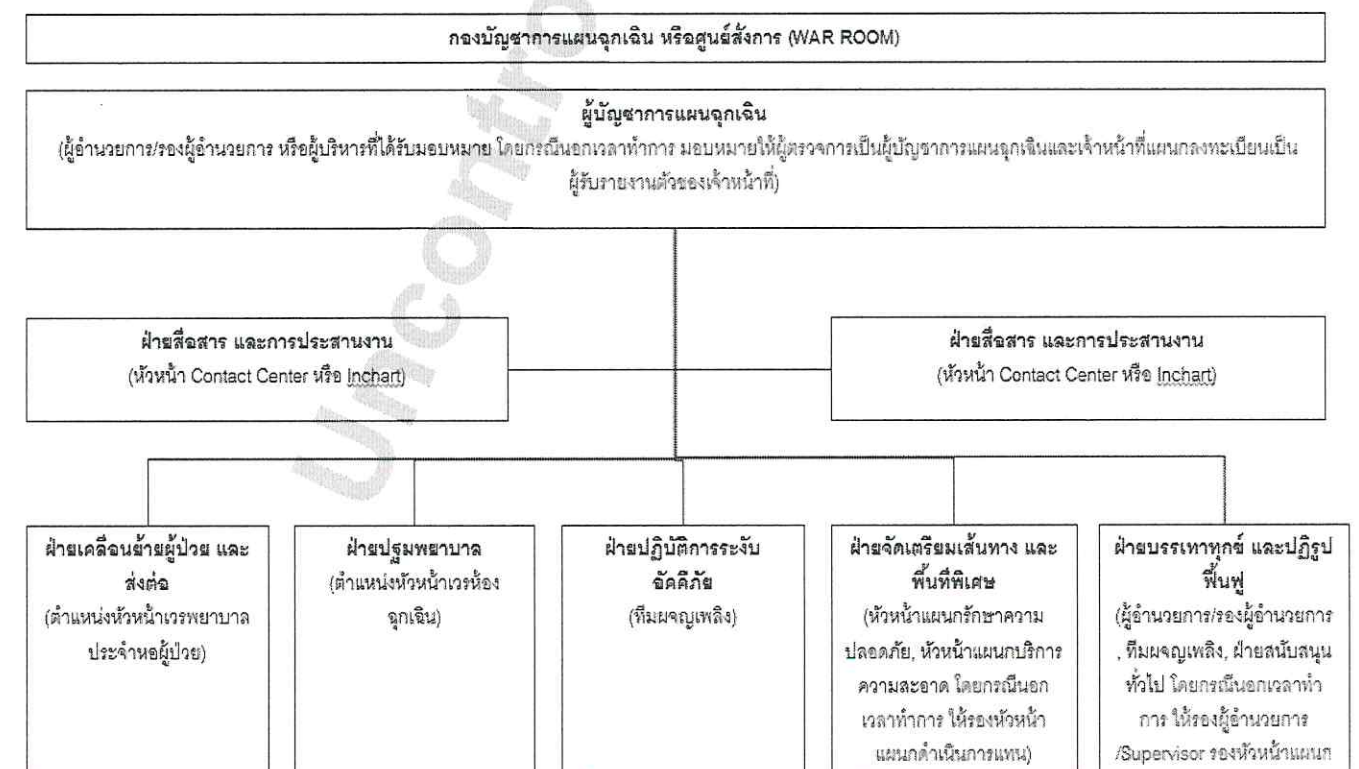 กองบัญชาการแผนฉุกเฉิน หรือศูนย์สั่งการ (WAR ROOM)
ผู้บัญชาการแผนฉุกเฉิน
(ผู้อำนวยการ/รองผู้อำนวยการ หรือผู้บริหารที่ได้รับมอบหมาย โดยกรณีนอกเวลาทำการ มอบหมายให้ผู้ตรวจการเป็นผู้บัญชาการแผนฉุกเฉินและเจ้าหน้าที่แผนกลงทะเบียนเป็น
ผู้รับรายงานตัวของเจ้าหน้าที่)
ฝ่ายสื่อสาร และการประสานงาน
(หัวหน้า Contact Center หรือ Inchart)
ฝ่ายสื่อสาร และการประสานงาน
(หัวหน้า Contact Center หรือ Inchart)
ฝ่ายเคลื่อนย้ายผู้ป่วย และ
ส่งต่อ
(ตำแหน่งหัวหน้าเวรพยาบาล
ประจำหอผู้ป่วย)
ฝ่ายปฐมพยาบาล
(ตำแหน่งหัวหน้าเวรห้อง
ฉุกเฉิน)
ฝ่ายปฏิบัติการระงับ
อัคคีภัย
(ทีมผจญเพลิง)
ฝ่ายจัดเตรียมเส้นทาง และ
พื้นที่พิเศษ
(หัวหน้าแผนกรักษาความ
ปลอดภัย, หัวหน้าแผนกบริการ
ความสะอาด โดยกรณีนอก
เวลาทำการ ให้รองหัวหน้า
แผนกดำเนินการแทน)
ฝ่ายบรรเทาทุกข์ และปฏิรูป
ฟื้นฟู
(ผู้อำนวยการ/รองผู้อำนวยการ
, ทีมผจญเพลิง, ฝ่ายสนับสนุน
ทั่วไป โดยกรณีนอกเวลาทำ
การ ให้รองผู้อำนวยการ
/Supervisor รองหัวหน้าแผนก
Uncontro